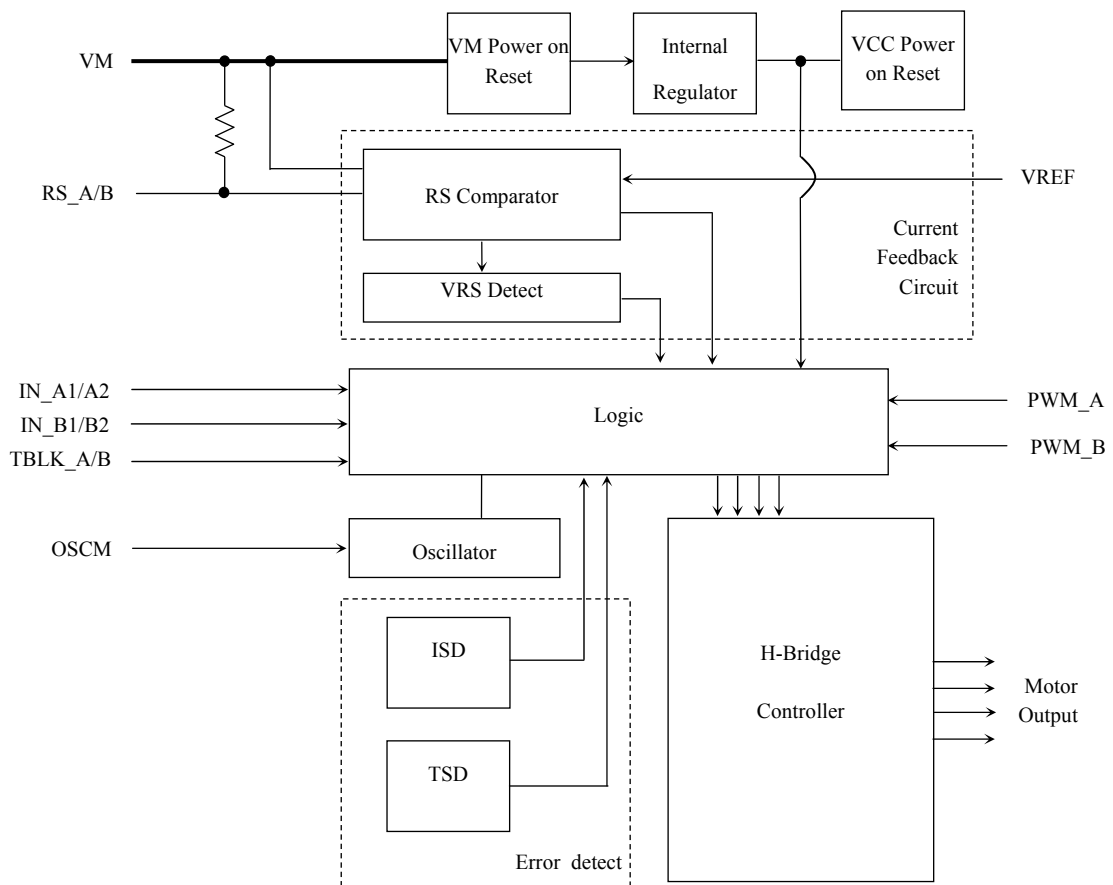 VM
VM Power on
Reset
Internal
Regulator
VCC Power
on Reset
RS_A/B
RS Comparator
VREF
Current
Feedback
Circuit
VRS Detect
IN_A1/A2
IN_B1/B2
TBLK_A/B
Logic
PWM_A
PWM_B
OSCM
Oscillator
ISD
TSD
Error detect
H-Bridge
Controller
Motor
Output